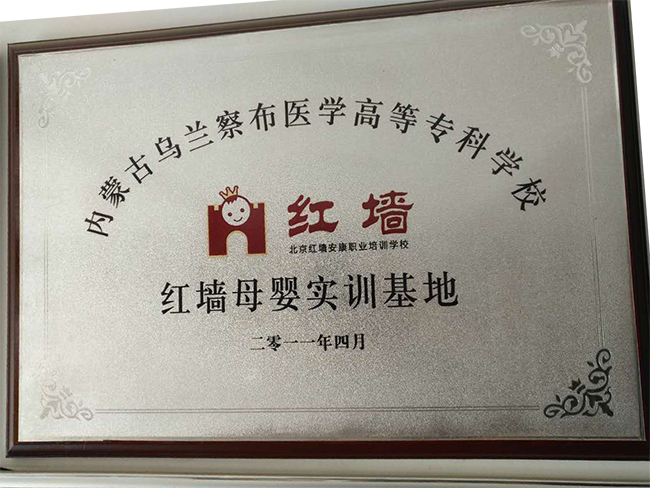 内蒙古乌兰察布医学高等专科学校
红墙
北京红墙安康职业培训学校
红墙母婴实训基地
二零一一年四月